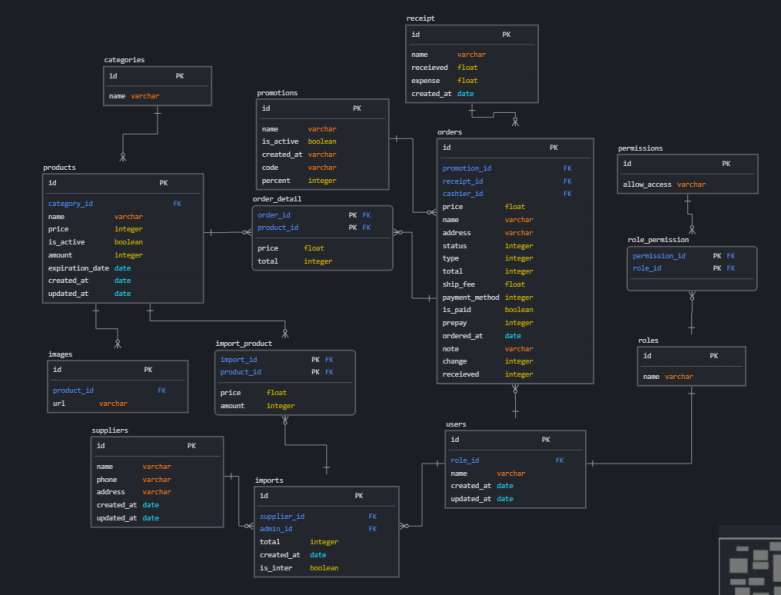 receipt
id PK
name varchar
receieved float
expense float
created_at date
categories
id PK
name varchar
promotions
id PK
name varchar
is_active boolean
created_at varchar
code varchar
percent integer
orders
id PK
promotion_id FK
receipt_id FK
cashier_id FK
price float
name varchar
address varchar
status integer
type integer
total integer
ship_fee float
payment_method integer
is_paid boolean
prepay integer
ordered_at date
note varchar
change integer
receieved integer
permissions
id PK
allow_access varchar
products
id PK
category_id FK
name varchar
price integer
is_active boolean
amount integer
expiration_date date
created_at date
updated_at date
order_detail
order_id PK FK
product_id PK FK
price float
total integer
role_permission
permission_id PK FK
role_id PK FK
images
id PK
product_id FK
url varchar
import_product
import_id PK FK
product_id PK FK
price float
amount integer
roles
id PK
name varchar
suppliers
id PK
name varchar
phone varchar
address varchar
created_at date
updated_at date
users
id PK
role_id FK
name varchar
created_at date
updated_at date
imports
id PK
supplier_id FK
admin_id FK
total integer
created_at date
is_inter boolean